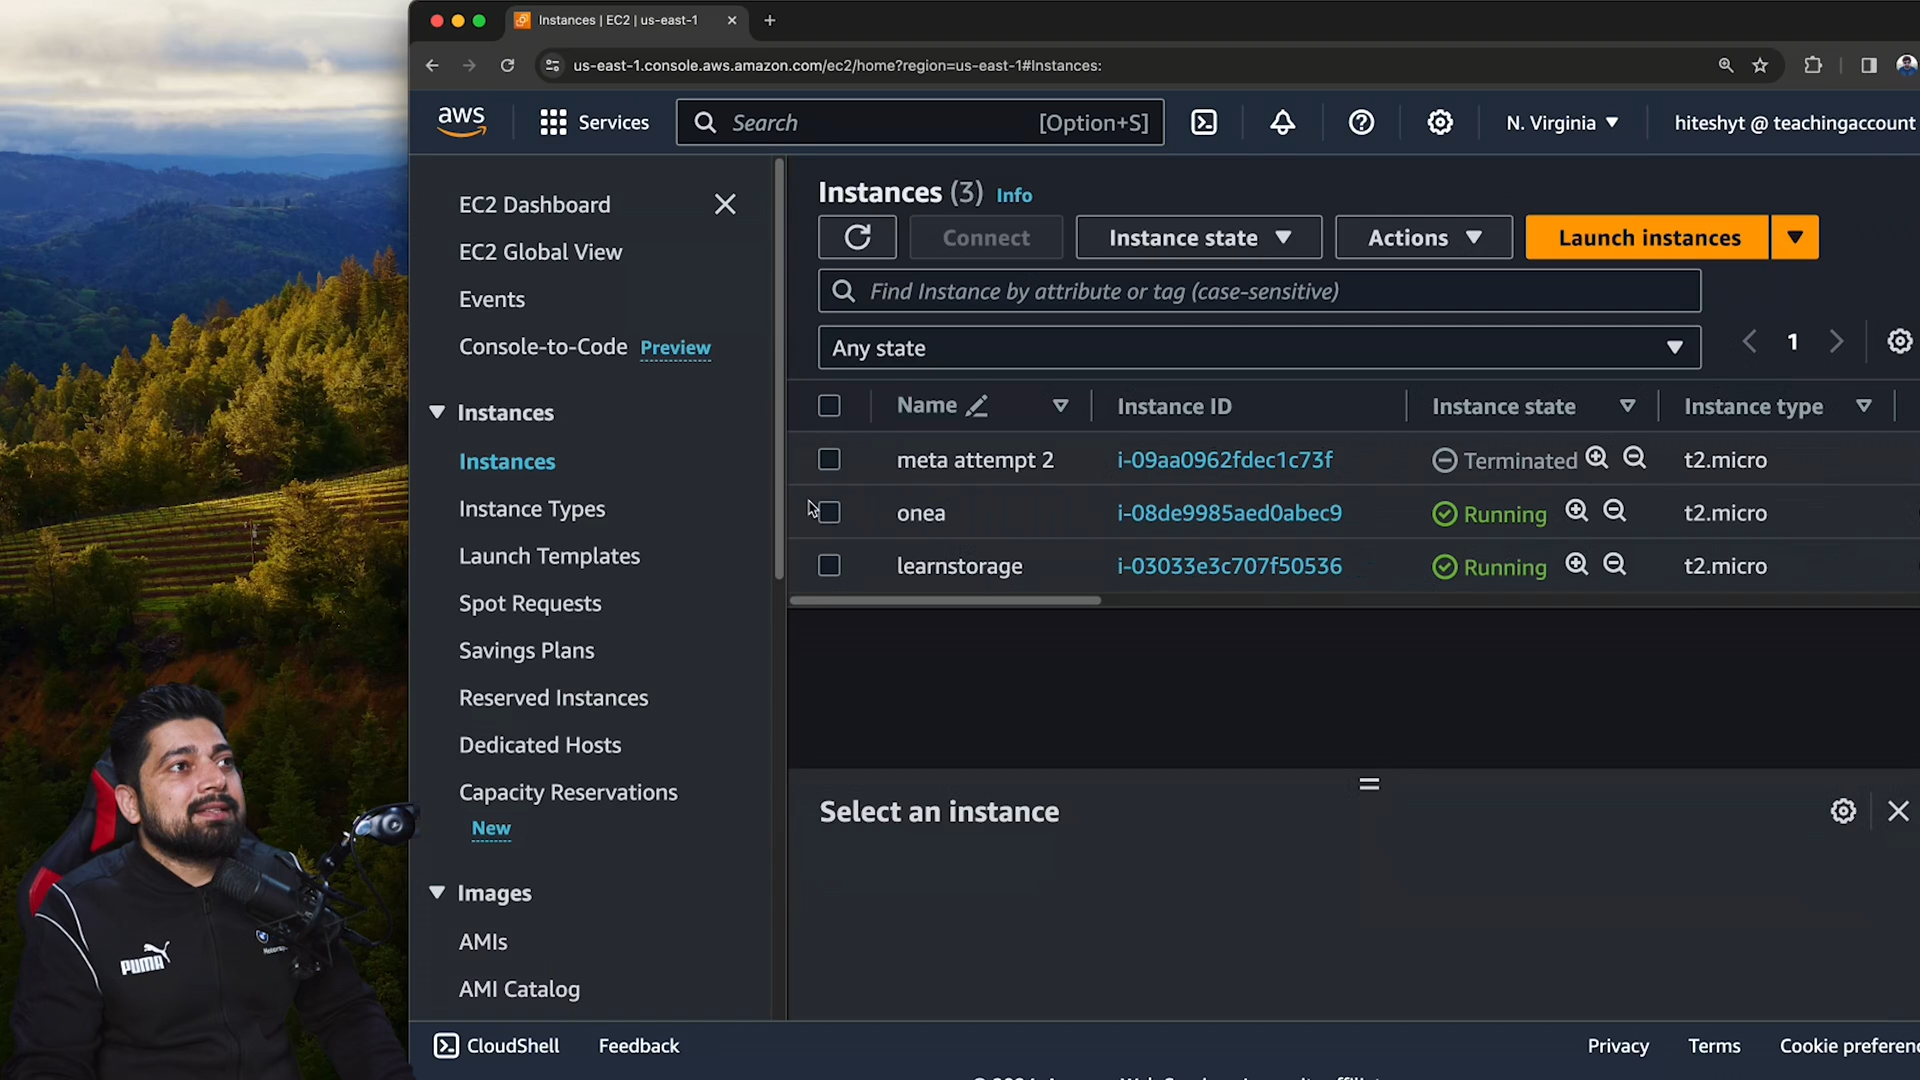 Instances | EC2 | us-east-1
us-east-1.console.aws.amazon.com/ec2/home?region=us-east-1#Instances:
aws
Services
Search
[Option+S]
N. Virginia
hiteshyt @ teachingaccount
EC2 Dashboard
EC2 Global View
Events
Console-to-Code Preview
Instances
Instances
Instance Types
Launch Templates
Spot Requests
Savings Plans
Reserved Instances
Dedicated Hosts
Capacity Reservations
New
Images
AMIs
AMI Catalog
Instances (3) Info
Connect
Instance state
Actions
Launch instances
Find Instance by attribute or tag (case-sensitive)
Any state
1
Name Instance ID Instance state Instance type
meta attempt 2 i-09aa0962fdec1c73f Terminated t2.micro
onea i-08de9985aed0abec9 Running t2.micro
learnstorage i-03033e3c707f50536 Running t2.micro
Select an instance
PUMA
CloudShell
Feedback
Privacy
Terms
Cookie preferenc